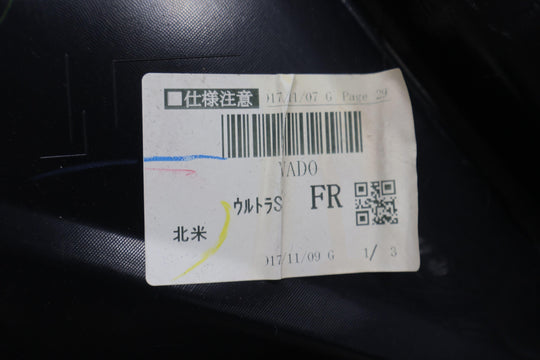 ■仕様注意 017/11/07 G Page 29
VADO
ウルトラS FR
北米
017/11/09 G 1/ 3